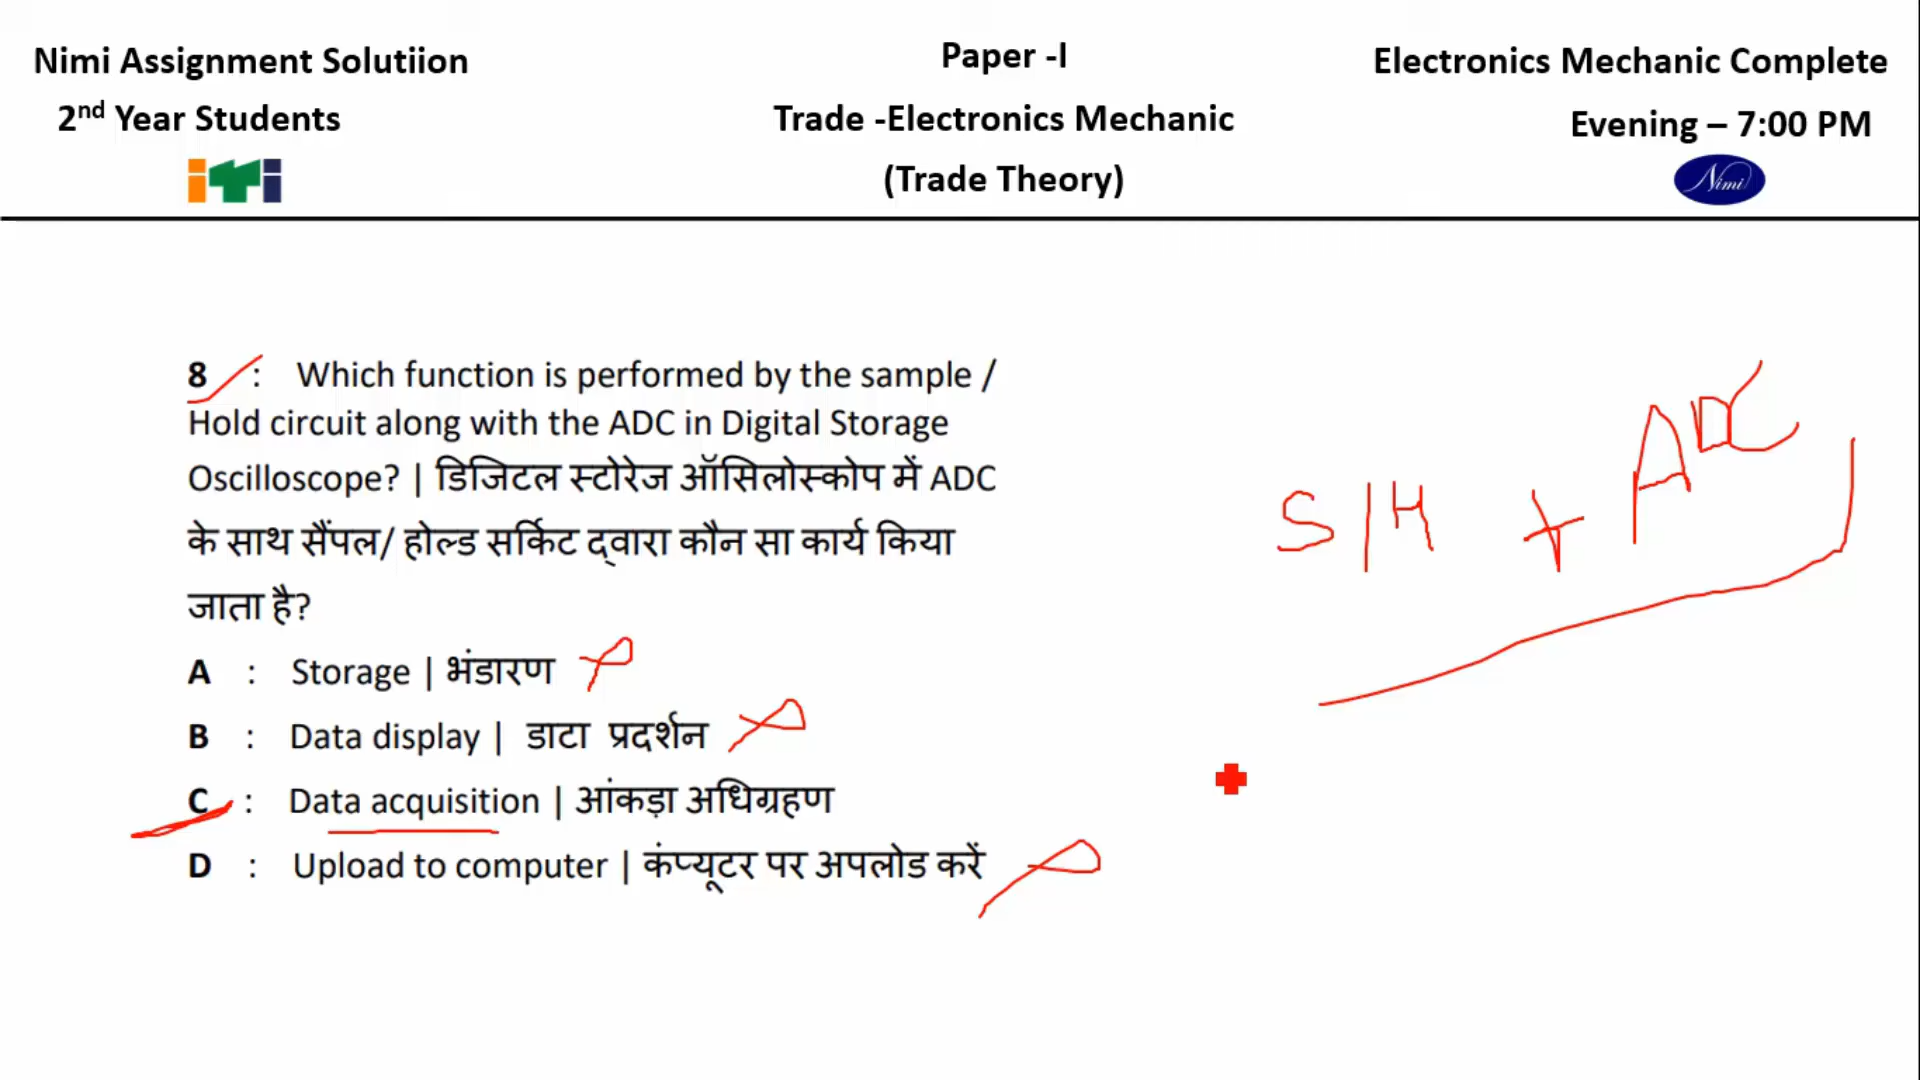 Nimi Assignment Solutiion
2nd Year Students
iTi
Paper -I
Trade -Electronics Mechanic
(Trade Theory)
Electronics Mechanic Complete
Evening – 7:00 PM
Nimi
8 : Which function is performed by the sample /
Hold circuit along with the ADC in Digital Storage
Oscilloscope? | डिजिटल स्टोरेज ऑसिलोस्कोप में ADC
के साथ सैंपल/ होल्ड सर्किट द्वारा कौन सा कार्य किया
जाता है?
A : Storage | भंडारण
B : Data display | डाटा प्रदर्शन
C : Data acquisition | आंकड़ा अधिग्रहण
D : Upload to computer | कंप्यूटर पर अपलोड करें
S/H + ADC